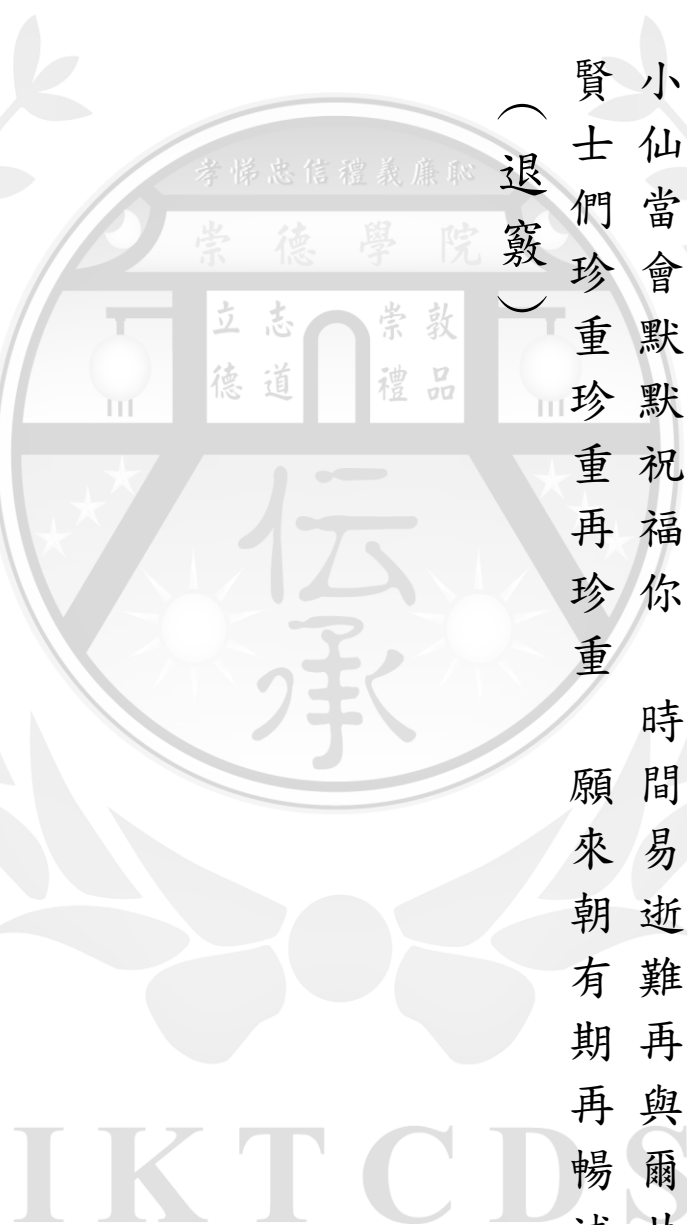 小仙當會默默祝福你　時間易逝難再與爾
賢士們珍重珍重再珍重　願來朝有期再暢
（退竅）
孝悌忠信禮義廉恥
崇德學院
立志　崇敦
德道　禮品
伝承
IKTCDS